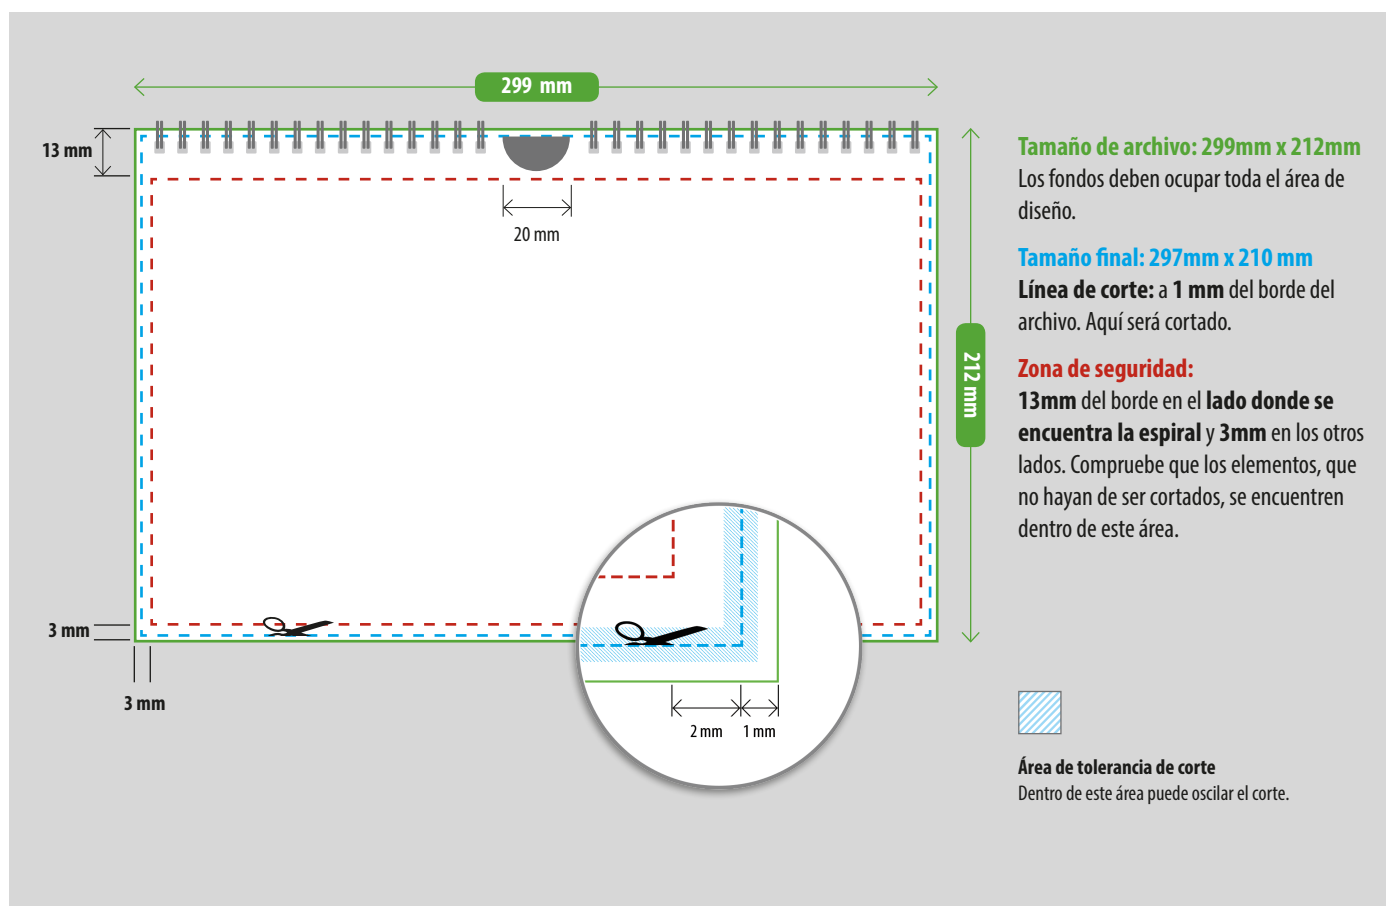 299 mm
13 mm
20 mm
212 mm
3 mm
3 mm
2 mm
1 mm
Tamaño de archivo: 299mm x 212mm
Los fondos deben ocupar toda el área de
diseño.
Tamaño final: 297mm x 210 mm
Línea de corte: a 1 mm del borde del
archivo. Aquí será cortado.
Zona de seguridad:
13mm del borde en el lado donde se
encuentra la espiral y 3mm en los otros
lados. Compruebe que los elementos, que
no hayan de ser cortados, se encuentren
dentro de este área.
Área de tolerancia de corte
Dentro de este área puede oscilar el corte.